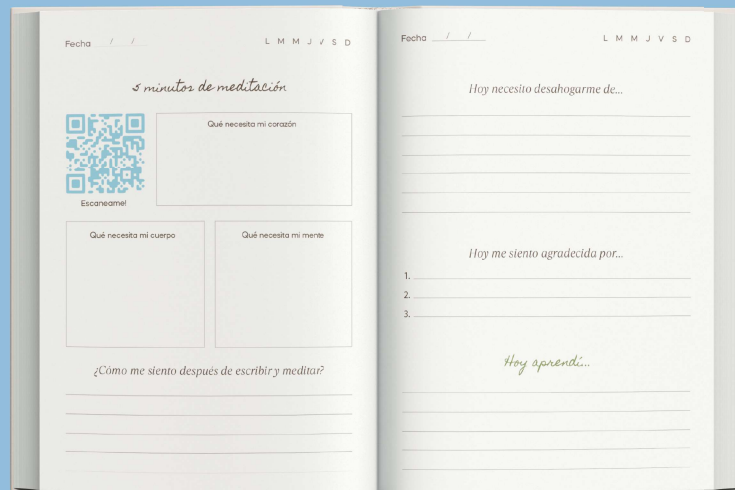 Fecha / /
L M M J V S D
5 minutos de meditación
Qué necesita mi corazón
Escaneame!
Qué necesita mi cuerpo
Qué necesita mi mente
¿Cómo me siento después de escribir y meditar?
Fecha / /
L M M J V S D
Hoy necesito desahogarme de...
Hoy me siento agradecida por...
1.
2.
3.
Hoy aprendí...